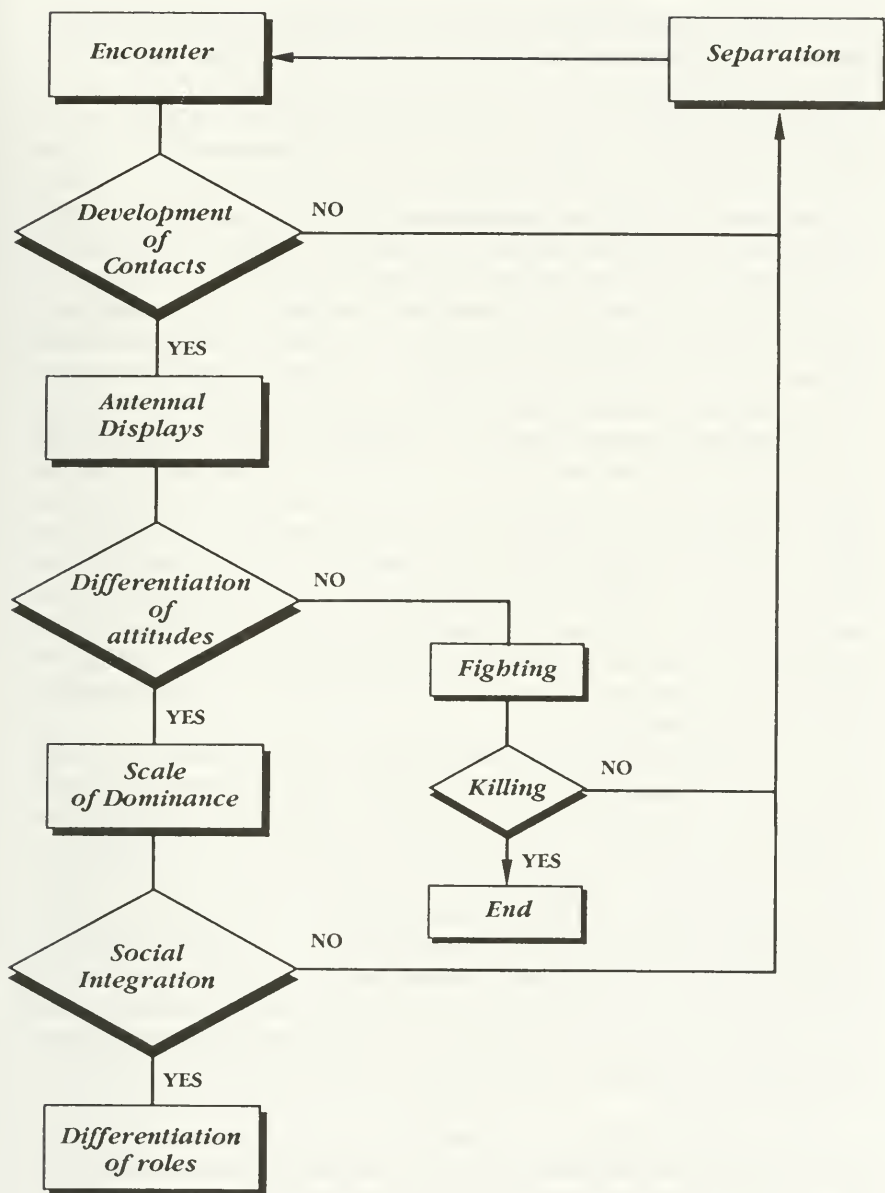 Encounter
Separation
Development
of
Contacts
NO
YES
Antennal
Displays
Differentiation
of
attitudes
NO
Fighting
YES
Scale
of Dominance
Killing
NO
YES
End
Social
Integration
NO
YES
Differentiation
of roles